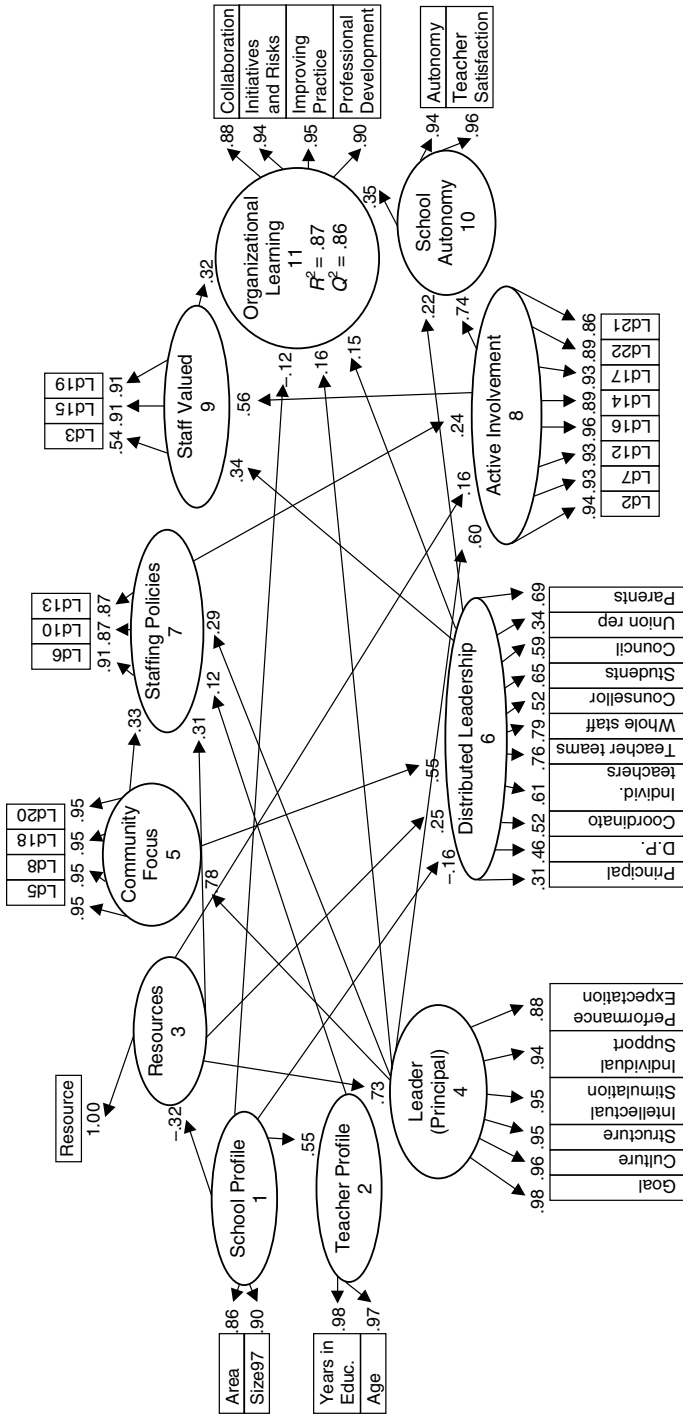 Resource
1.00
Ld5
Ld8
Ld18
Ld20
.95
.95
.95
.95
Ld6
Ld10
Ld13
.91
.87
.87
Ld3
Ld15
Ld19
.54
.91
.91
Area
Size97
.86
.90
School Profile
1
–.32
Resources
3
Community
Focus
5
.33
Staffing Policies
7
Staff Valued
9
.32
Organizational
Learning
11
R² = .87
Q² = .86
.88
.94
.95
.90
Collaboration
Initiatives
and Risks
Improving
Practice
Professional
Development
.55
.73
.78
.31
.12
.29
.34
.56
–.12
.16
.15
.35
Years in
Educ.
Age
.98
.97
Teacher Profile
2
Leader
(Principal)
4
–.16
.25
.55
Distributed Leadership
6
.60
.16
.24
Active Involvement
8
.74
.22
School
Autonomy
10
.94
.96
Autonomy
Teacher
Satisfaction
.98
.96
.95
.95
.94
.88
Goal
Culture
Structure
Intellectual
Stimulation
Individual
Support
Performance
Expectation
.31
.46
.52
.61
.76
.79
.52
.65
.59
.34
.69
Principal
D.P.
Coordinato
Individ.
teachers
Teacher teams
Whole staff
Counsellor
Students
Council
Union rep
Parents
.94
.93
.93
.96
.89
.93
.89
.86
Ld2
Ld7
Ld12
Ld16
Ld14
Ld17
Ld22
Ld21